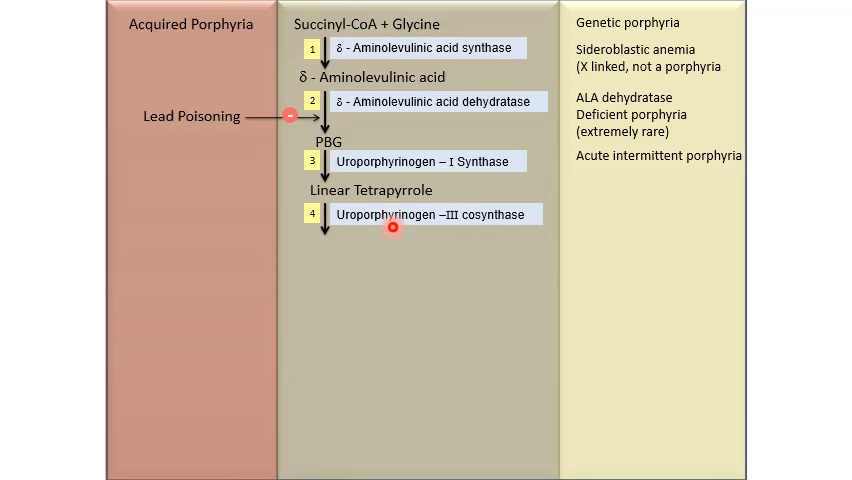 Acquired Porphyria
Succinyl-CoA + Glycine
Genetic porphyria
1 δ - Aminolevulinic acid synthase
Sideroblastic anemia
(X linked, not a porphyria
δ - Aminolevulinic acid
2 δ - Aminolevulinic acid dehydratase
ALA dehydratase
Deficient porphyria
(extremely rare)
Lead Poisoning
-
PBG
3 Uroporphyrinogen – I Synthase
Acute intermittent porphyria
Linear Tetrapyrrole
4 Uroporphyrinogen –III cosynthase